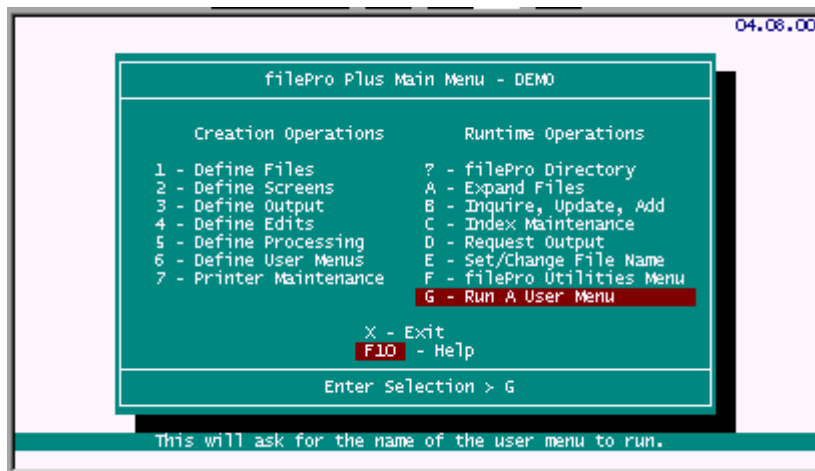 04.08.00
filePro Plus Main Menu - DEMO
Creation Operations
Runtime Operations
1 - Define Files
2 - Define Screens
3 - Define Output
4 - Define Edits
5 - Define Processing
6 - Define User Menus
7 - Printer Maintenance
? - filePro Directory
A - Expand Files
B - Inquire, Update, Add
C - Index Maintenance
D - Request Output
E - Set/Change File Name
F - filePro Utilities Menu
G - Run A User Menu
X - Exit
F10 - Help
Enter Selection > G
This will ask for the name of the user menu to run.